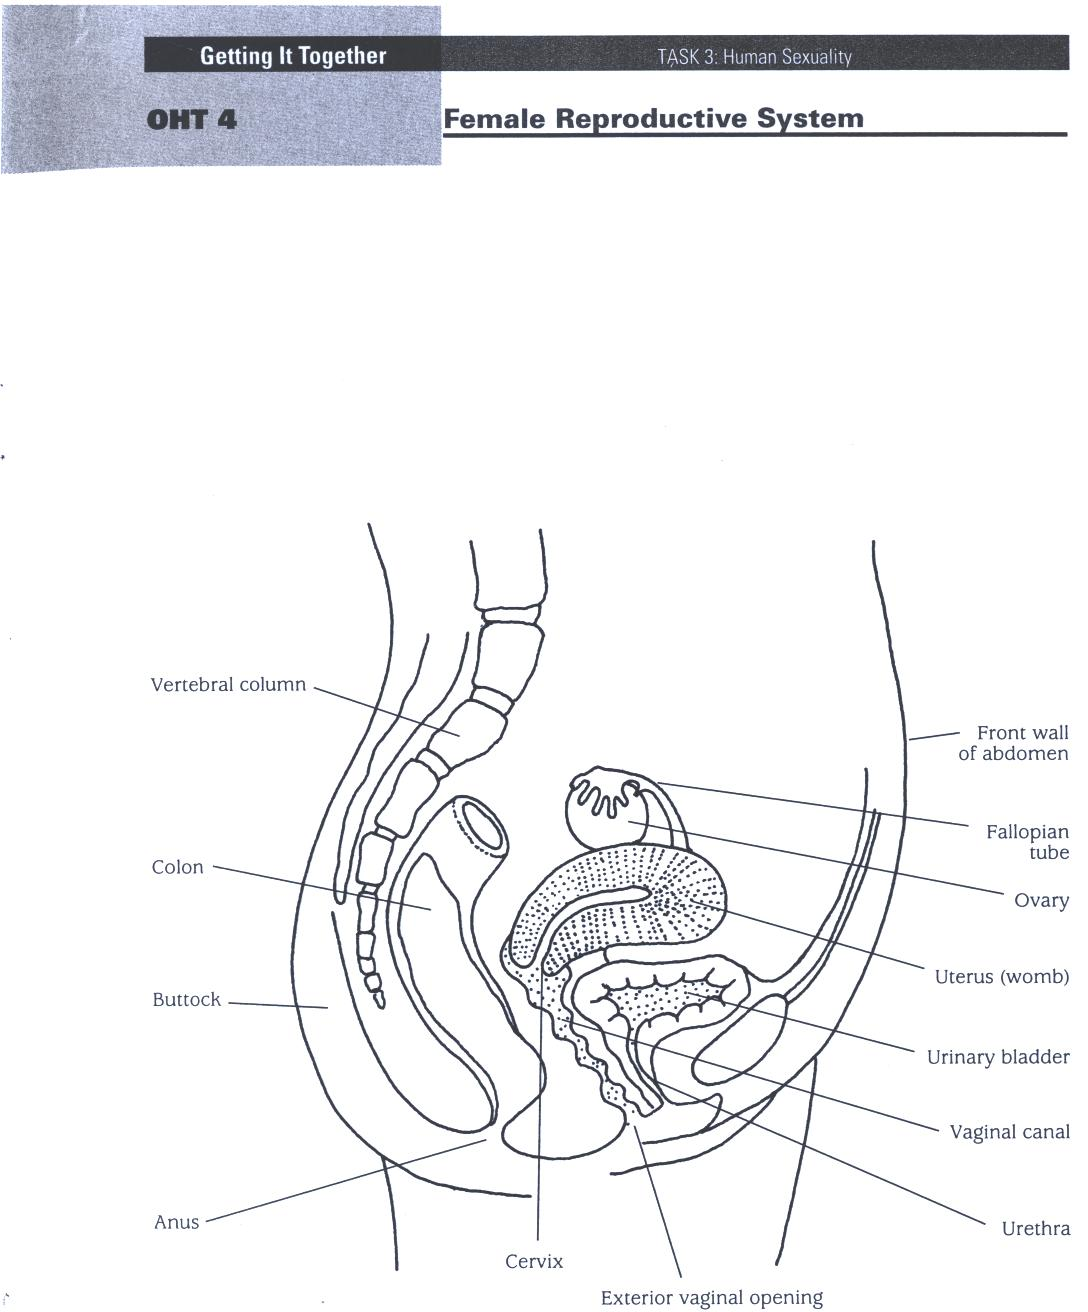 Getting It Together
TASK 3: Human Sexuality
OHT 4
Female Reproductive System
Vertebral column
Front wall
of abdomen
Fallopian
tube
Colon
Ovary
Uterus (womb)
Buttock
Urinary bladder
Vaginal canal
Anus
Urethra
Cervix
Exterior vaginal opening